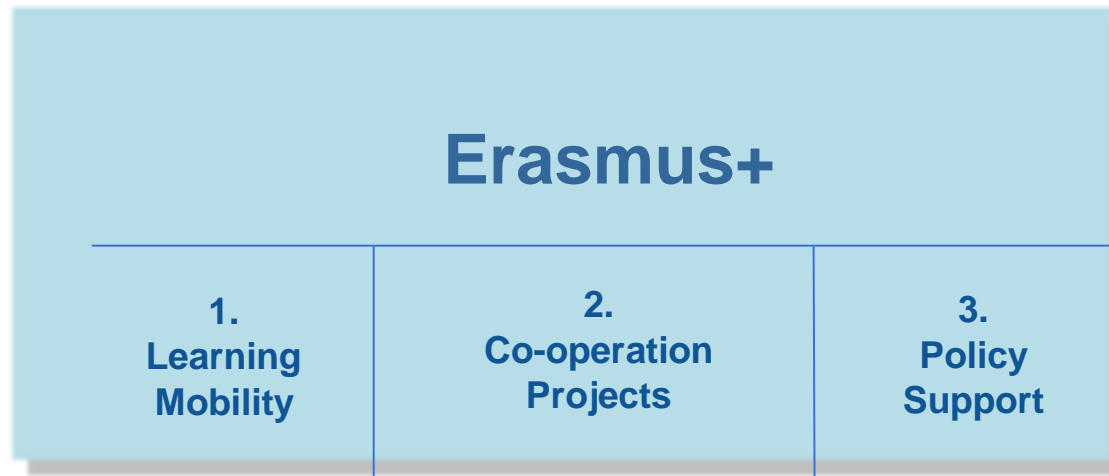 Erasmus+
1.
Learning
Mobility
2.
Co-operation
Projects
3.
Policy
Support